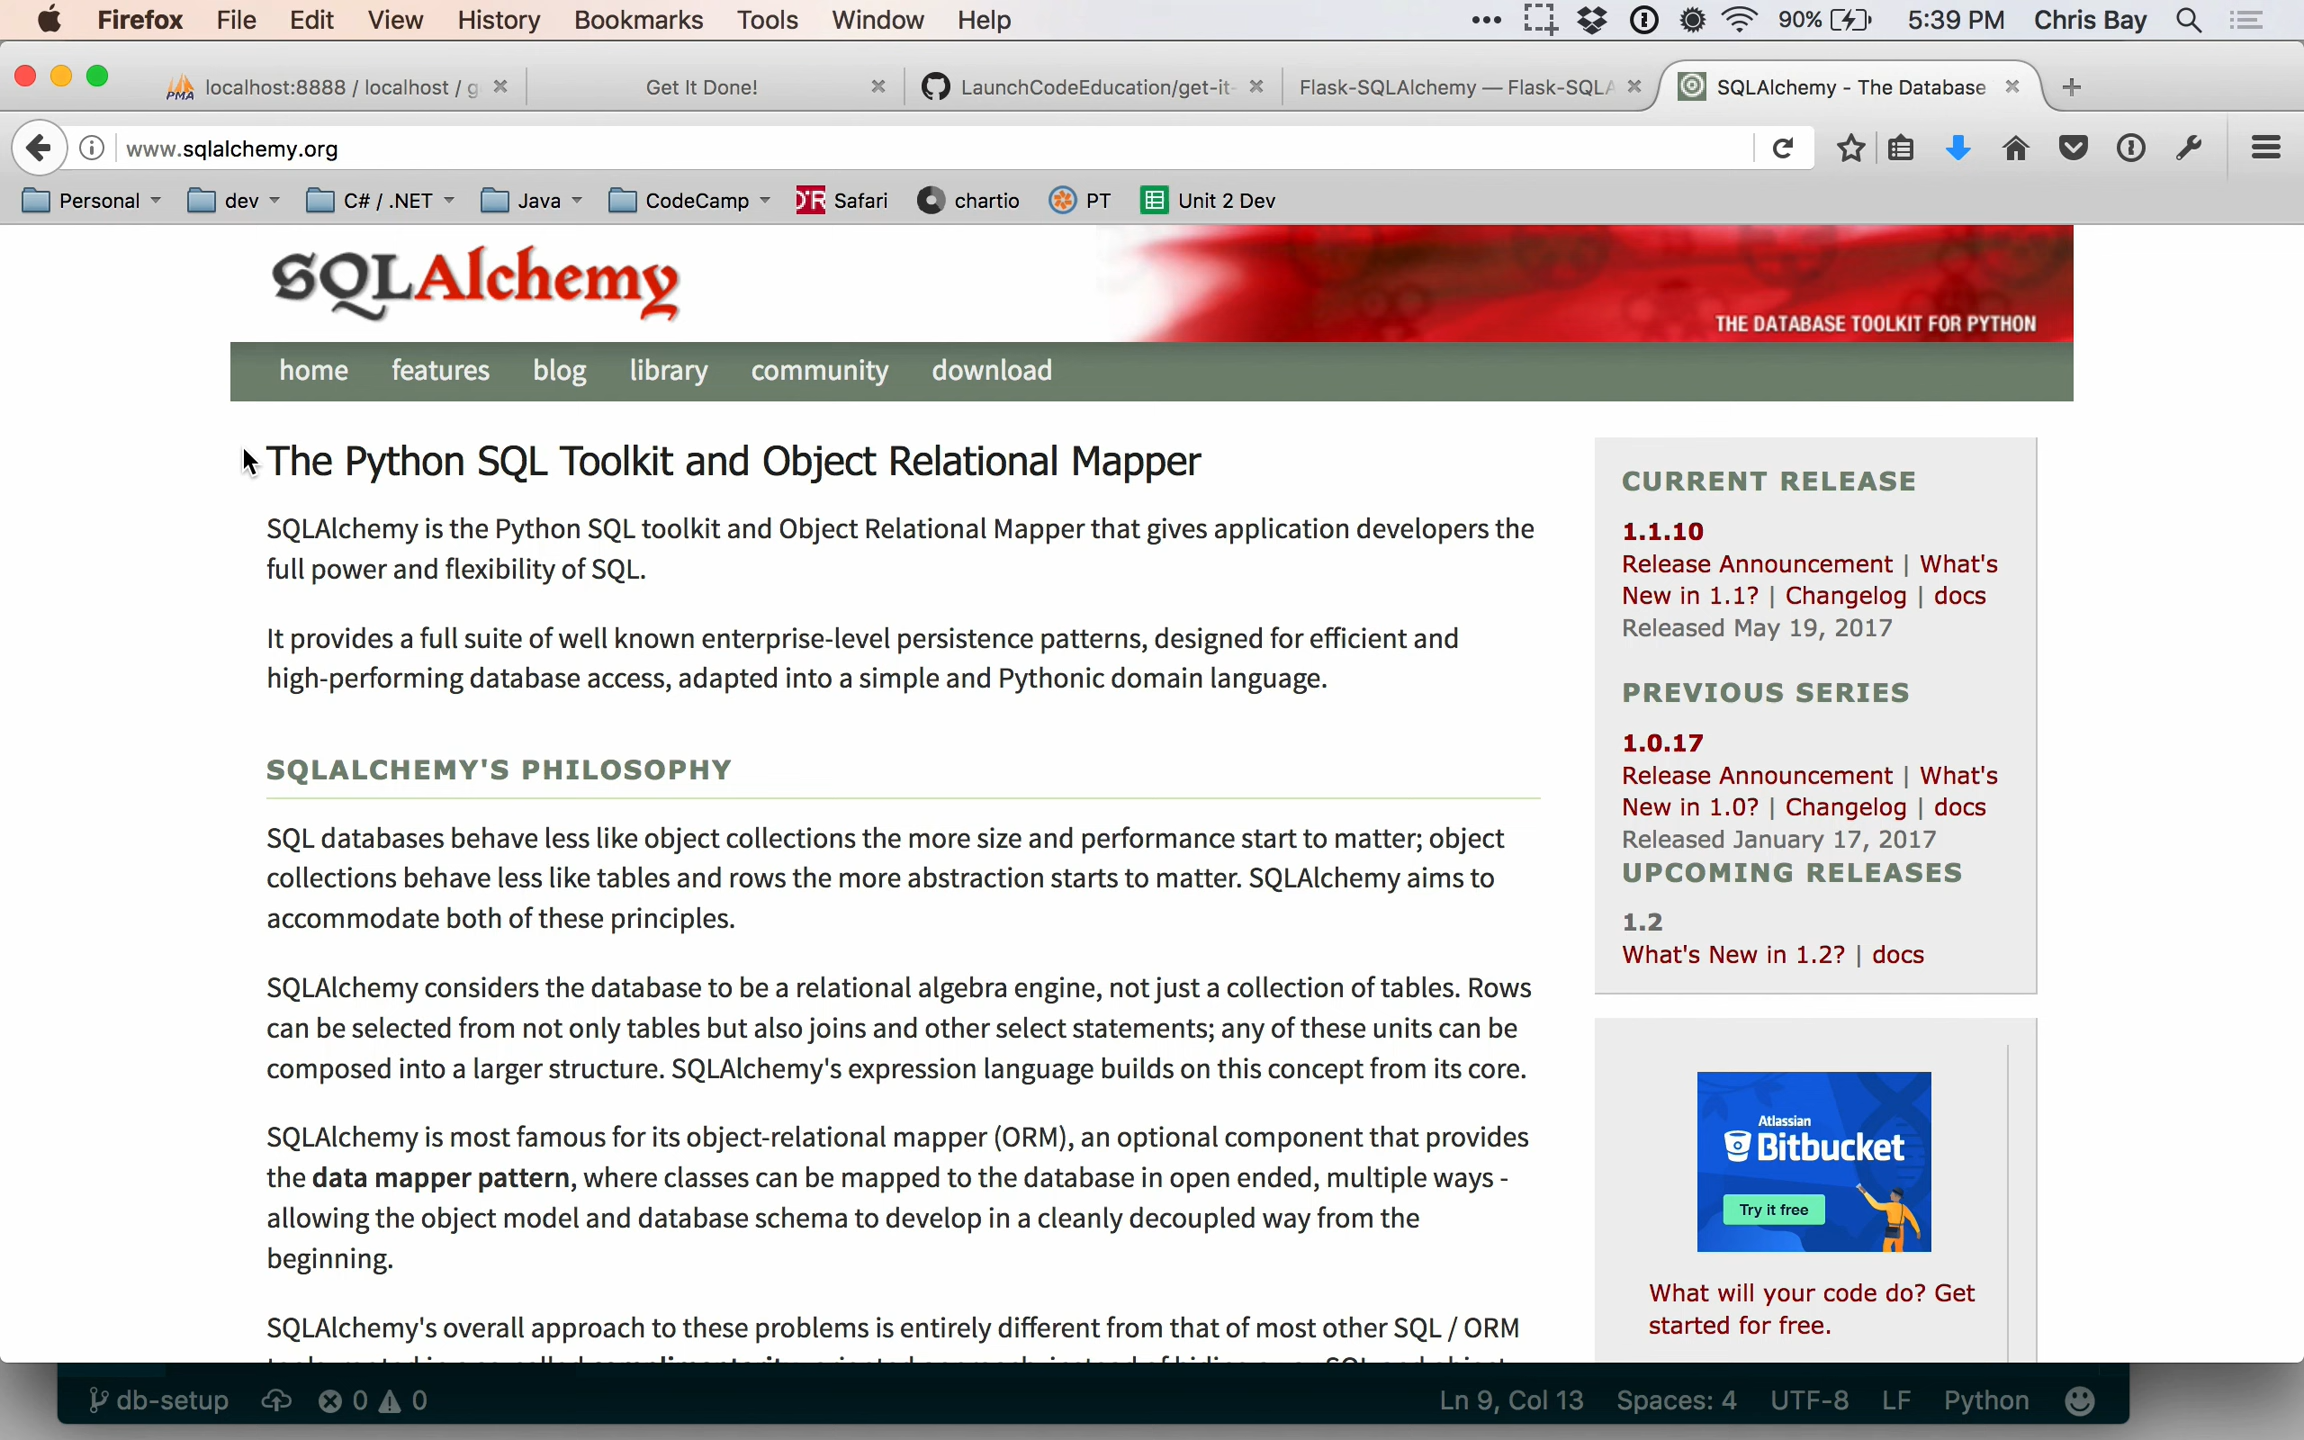 Firefox File Edit View History Bookmarks Tools Window Help 90% 5:39 PM Chris Bay
PMA localhost:8888 / localhost / g Get It Done! LaunchCodeEducation/get-it- Flask-SQLAlchemy — Flask-SQLA SQLAlchemy - The Database
www.sqlalchemy.org
Personal dev C# / .NET Java CodeCamp Safari chartio PT Unit 2 Dev
SQLAlchemy
THE DATABASE TOOLKIT FOR PYTHON
home features blog library community download
The Python SQL Toolkit and Object Relational Mapper
SQLAlchemy is the Python SQL toolkit and Object Relational Mapper that gives application developers the
full power and flexibility of SQL.
It provides a full suite of well known enterprise-level persistence patterns, designed for efficient and
high-performing database access, adapted into a simple and Pythonic domain language.
SQLALCHEMY'S PHILOSOPHY
SQL databases behave less like object collections the more size and performance start to matter; object
collections behave less like tables and rows the more abstraction starts to matter. SQLAlchemy aims to
accommodate both of these principles.
SQLAlchemy considers the database to be a relational algebra engine, not just a collection of tables. Rows
can be selected from not only tables but also joins and other select statements; any of these units can be
composed into a larger structure. SQLAlchemy's expression language builds on this concept from its core.
SQLAlchemy is most famous for its object-relational mapper (ORM), an optional component that provides
the data mapper pattern, where classes can be mapped to the database in open ended, multiple ways -
allowing the object model and database schema to develop in a cleanly decoupled way from the
beginning.
SQLAlchemy's overall approach to these problems is entirely different from that of most other SQL / ORM
CURRENT RELEASE
1.1.10
Release Announcement | What's
New in 1.1? | Changelog | docs
Released May 19, 2017
PREVIOUS SERIES
1.0.17
Release Announcement | What's
New in 1.0? | Changelog | docs
Released January 17, 2017
UPCOMING RELEASES
1.2
What's New in 1.2? | docs
Atlassian
Bitbucket
Try it free
What will your code do? Get
started for free.
db-setup 0 0 Ln 9, Col 13 Spaces: 4 UTF-8 LF Python